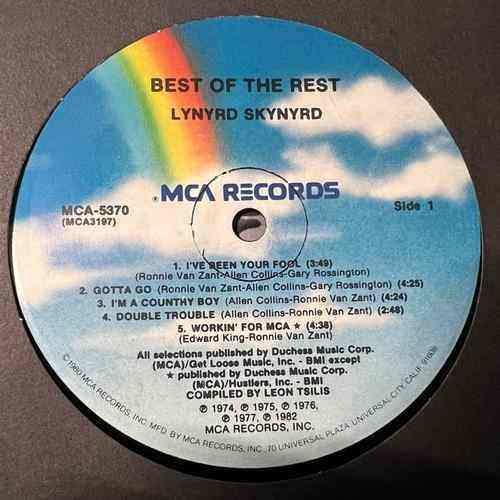 BEST OF THE REST
LYNYRD SKYNYRD
MCA RECORDS
MCA-5370
(MCA3197)
Side 1
1. I'VE BEEN YOUR FOOL (3:49)
(Ronnie Van Zant-Allen Collins-Gary Rossington)
2. GOTTA GO (Ronnie Van Zant-Allen Collins-Gary Rossington) (4:25)
3. I'M A COUNTHY BOY (Allen Collins-Ronnie Van Zant) (4:24)
4. DOUBLE TROUBLE (Allen Collins-Ronnie Van Zant) (2:48)
5. WORKIN' FOR MCA ★ (4:38)
(Edward King-Ronnie Van Zant)
All selections published by Duchess Music Corp.
(MCA)/Get Loose Music, Inc. - BMI except
★ published by Duchess Music Corp.
(MCA)/Hustlers, Inc. - BMI
COMPILED BY LEON TSILIS
℗ 1974, ℗ 1975, ℗ 1976,
℗ 1977, ℗ 1982
MCA RECORDS, INC.
MCA RECORDS, INC. MFD. BY MCA RECORDS, INC., 70 UNIVERSAL PLAZA, UNIVERSAL CITY, CALIF.